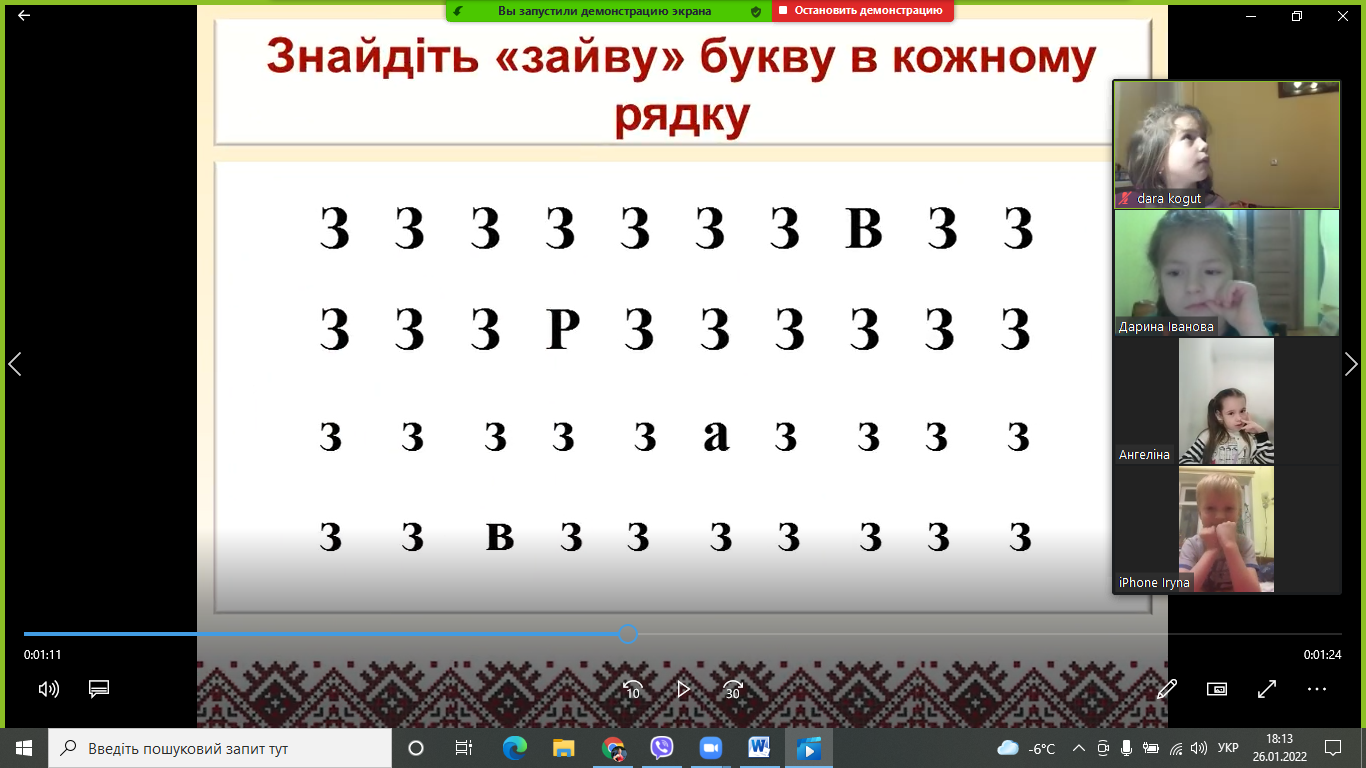 Вы запустили демонстрацию экрана
Остановить демонстрацию
Знайдіть «зайву» букву в кожному
рядку
З З З З З З З В З З
З З З Р З З З З З З
з з з з з а з з з з
з з в з з з з з з з
dara kogut
Дарина Іванова
Ангеліна
iPhone Iryna
0:01:11
0:01:24
10
30
Введіть пошуковий запит тут
-6°C
УКР
18:13
26.01.2022